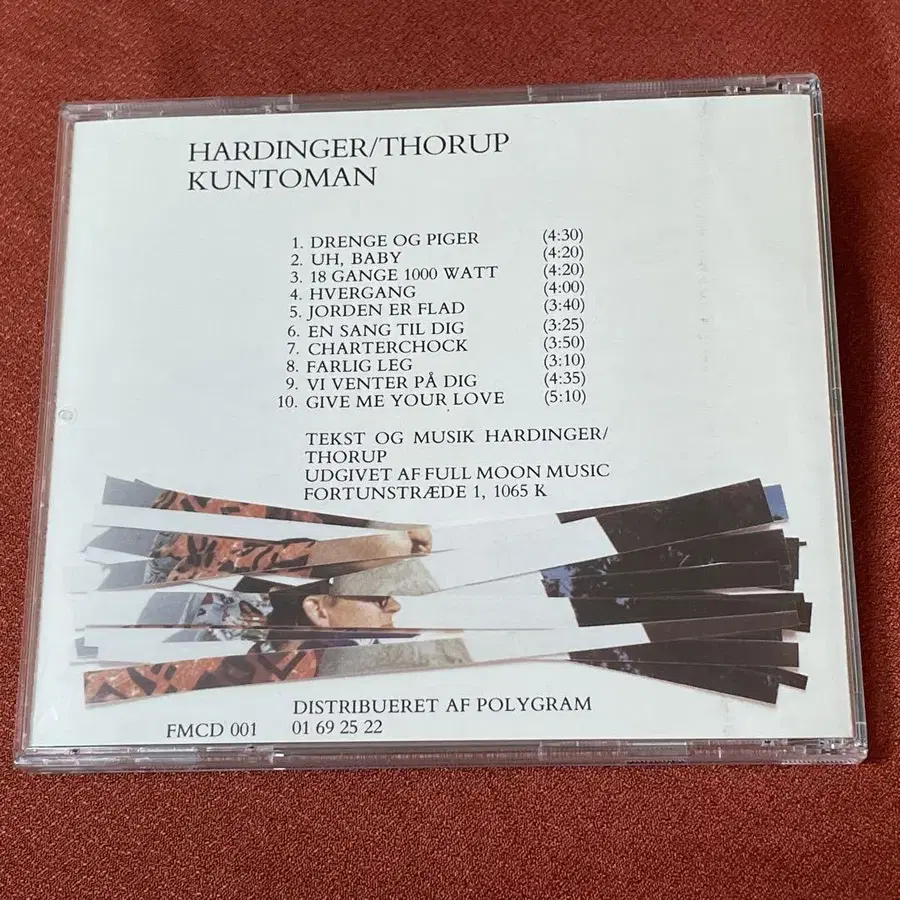 HARDINGER/THORUP
KUNTOMAN
1. DRENGE OG PIGER (4:30)
2. UH, BABY (4:20)
3. 18 GANGE 1000 WATT (4:20)
4. HVERGANG (4:00)
5. JORDEN ER FLAD (3:40)
6. EN SANG TIL DIG (3:25)
7. CHARTERCHOCK (3:50)
8. FARLIG LEG (3:10)
9. VI VENTER PÅ DIG (4:35)
10. GIVE ME YOUR LOVE (5:10)
TEKST OG MUSIK HARDINGER/
THORUP
UDGIVET AF FULL MOON MUSIC
FORTUNSTRÆDE 1, 1065 K
DISTRIBUERET AF POLYGRAM
FMCD 001 01 69 25 22